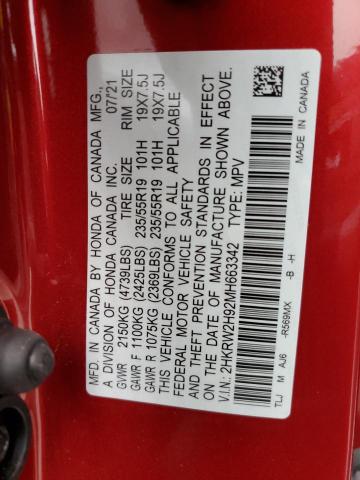 MFD. IN CANADA BY HONDA OF CANADA MFG.,
A DIVISION OF HONDA CANADA INC. 07/'21
GVWR 2150KG (4739LBS) TIRE SIZE RIM SIZE
GAWR F 1100KG (2425LBS) 235/55R19 101H 19X7.5J
GAWR R 1075KG (2369LBS) 235/55R19 101H 19X7.5J
THIS VEHICLE CONFORMS TO ALL APPLICABLE
FEDERAL MOTOR VEHICLE SAFETY
AND THEFT PREVENTION STANDARDS IN EFFECT
ON THE DATE OF MANUFACTURE SHOWN ABOVE.
V.I.N: 2HKRW2H92MH663342 TYPE: MPV
TLJ M AJ6 -R569MX -B -H
MADE IN CANADA